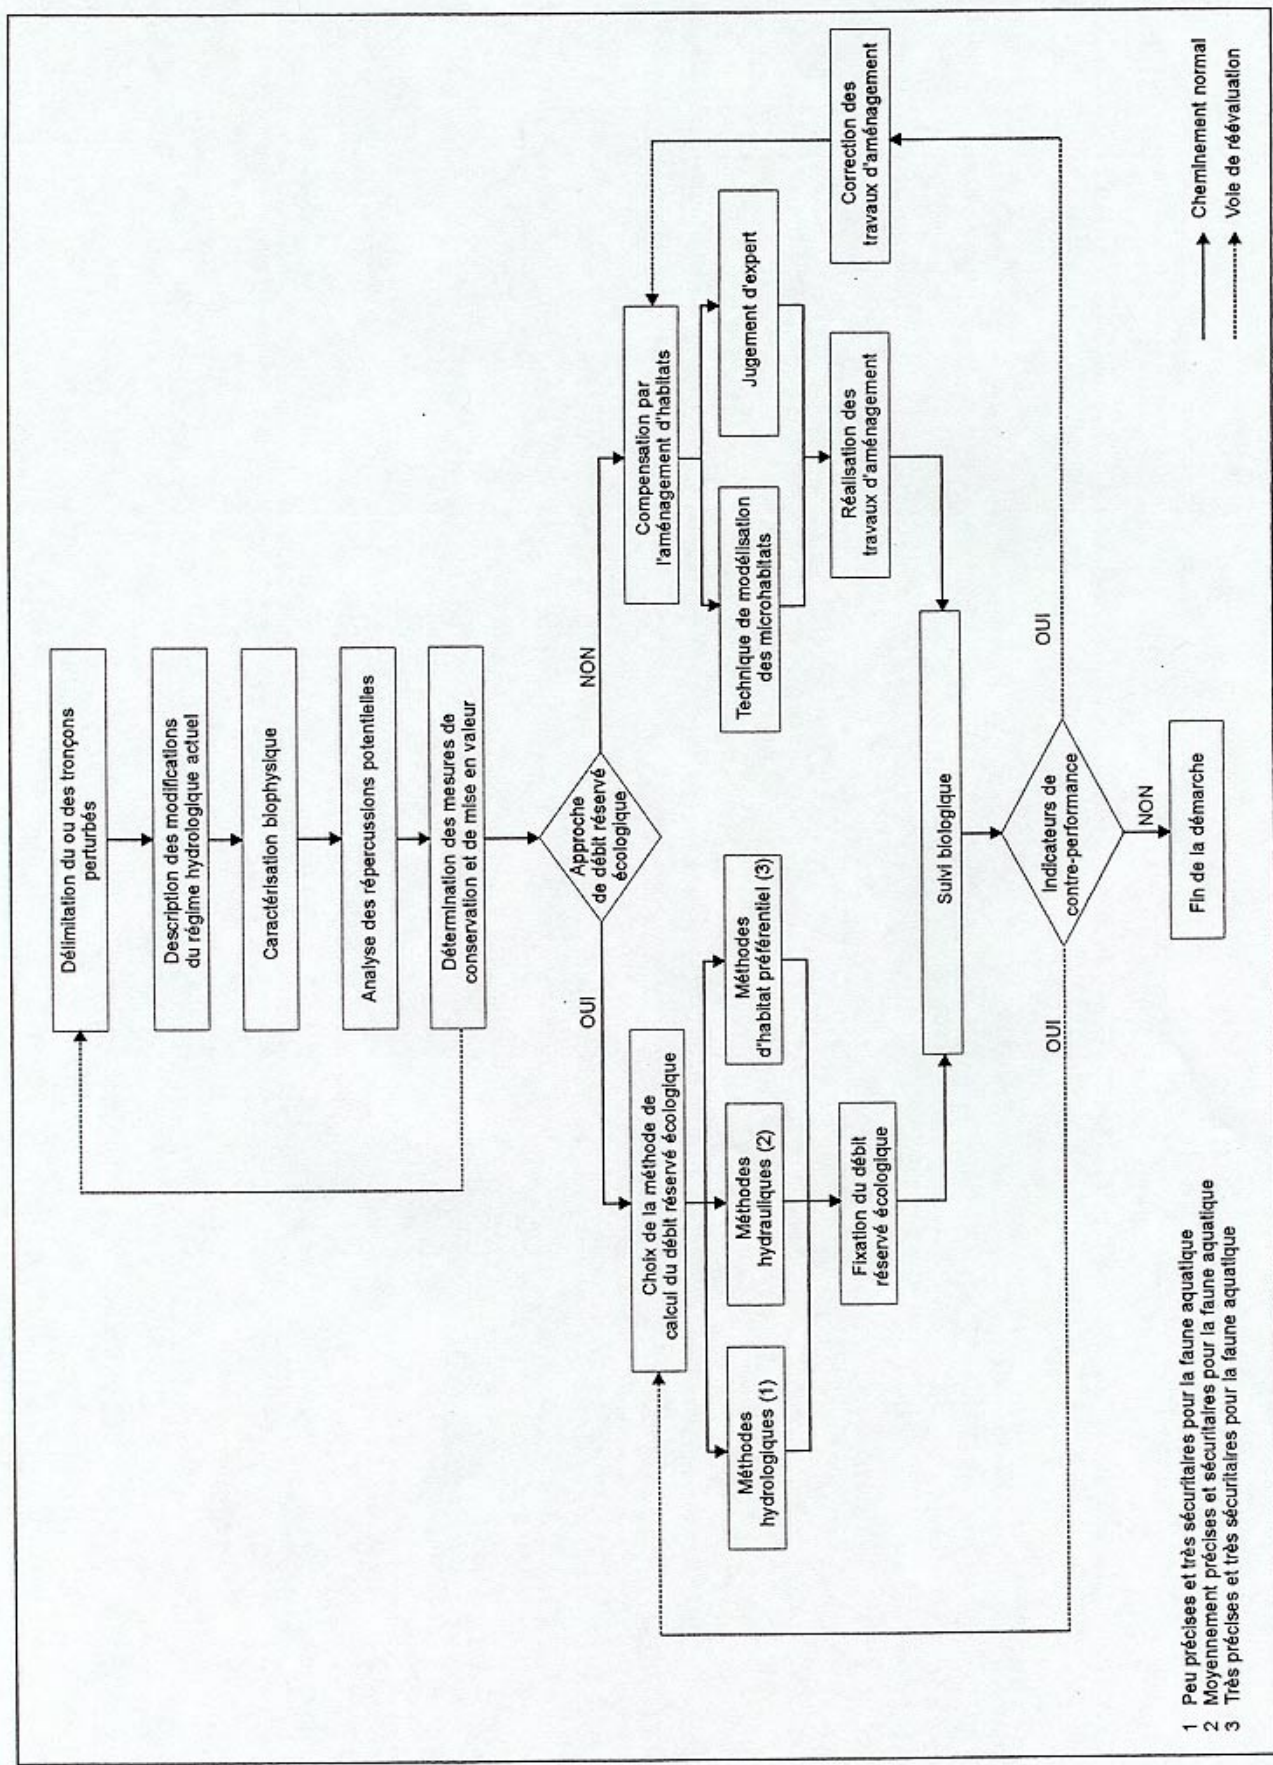 Délimitation du ou des tronçons
perturbés
Description des modifications
du régime hydrologique actuel
Caractérisation biophysique
Analyse des répercussions potentielles
Détermination des mesures de
conservation et de mise en valeur
Approche
de débit réservé
écologique
OUI
NON
Choix de la méthode de
calcul du débit réservé écologique
Compensation par
l'aménagement d'habitats
Méthodes
hydrologiques (1)
Méthodes
hydrauliques (2)
Méthodes
d'habitat préférentiel (3)
Technique de modélisation
des microhabitats
Jugement d'expert
Fixation du débit
réservé écologique
Réalisation des
travaux d'aménagement
Correction des
travaux d'aménagement
Suivi biologique
Indicateurs de
contre-performance
OUI
OUI
NON
Fin de la démarche
1 Peu précises et très sécuritaires pour la faune aquatique
2 Moyennement précises et sécuritaires pour la faune aquatique
3 Très précises et très sécuritaires pour la faune aquatique
Cheminement normal
Voie de réévaluation